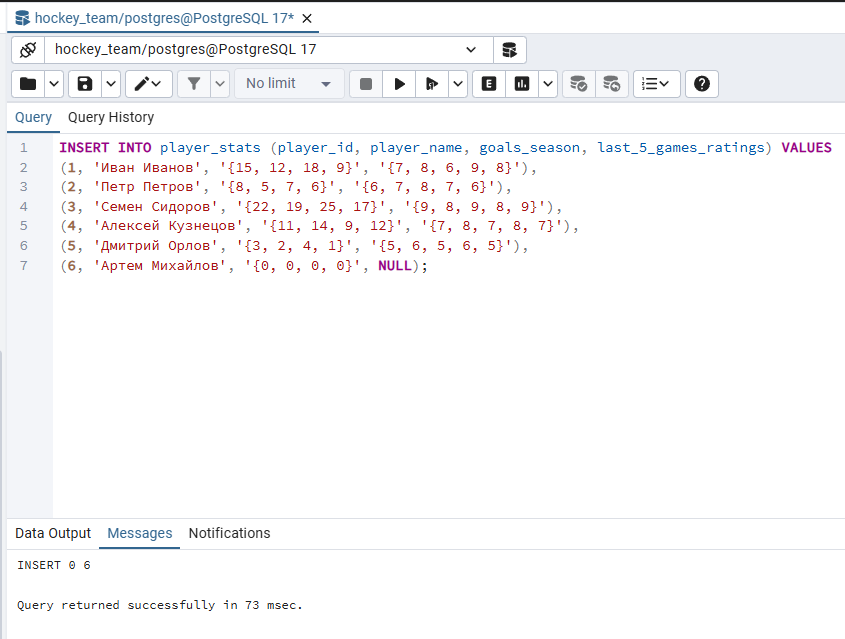 hockey_team/postgres@PostgreSQL 17*
hockey_team/postgres@PostgreSQL 17
No limit
E
Query Query History
1 INSERT INTO player_stats (player_id, player_name, goals_season, last_5_games_ratings) VALUES
2 (1, 'Иван Иванов', '{15, 12, 18, 9}', '{7, 8, 6, 9, 8}'),
3 (2, 'Петр Петров', '{8, 5, 7, 6}', '{6, 7, 8, 7, 6}'),
4 (3, 'Семен Сидоров', '{22, 19, 25, 17}', '{9, 8, 9, 8, 9}'),
5 (4, 'Алексей Кузнецов', '{11, 14, 9, 12}', '{7, 8, 7, 8, 7}'),
6 (5, 'Дмитрий Орлов', '{3, 2, 4, 1}', '{5, 6, 5, 6, 5}'),
7 (6, 'Артем Михайлов', '{0, 0, 0, 0}', NULL);
Data Output Messages Notifications
INSERT 0 6
Query returned successfully in 73 msec.